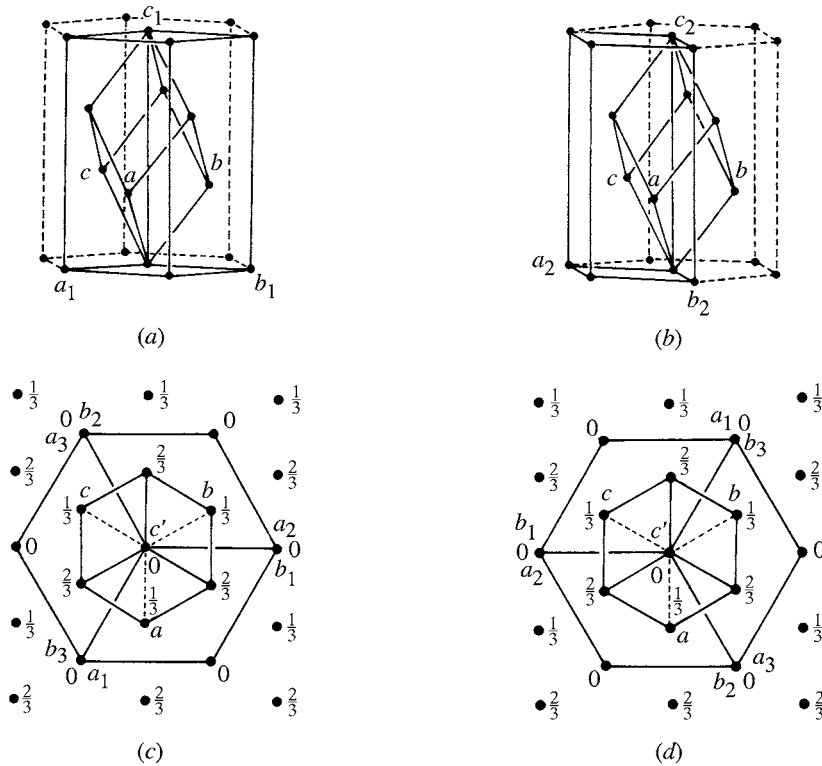 c₁ c₂
c a b c a b
a₁ b₁ a₂ b₂
(a) (b)
1/3 1/3 1/3 1/3 1/3 1/3
0 b₂ 0 0 a₁ 0
a₃ b₃
2/3 2/3 2/3 2/3 2/3 2/3
c b c b
1/3 1/3 1/3 1/3
0 c′ a₂ 0 b₁ c′ 0
0 b₁ 0 a₂ 0
2/3 2/3 2/3 2/3
1/3 1/3 1/3 1/3 1/3 1/3
a a
b₃ a₃
0 a₁ 0 0 b₂ 0
2/3 2/3 2/3 2/3 2/3 2/3
(c) (d)